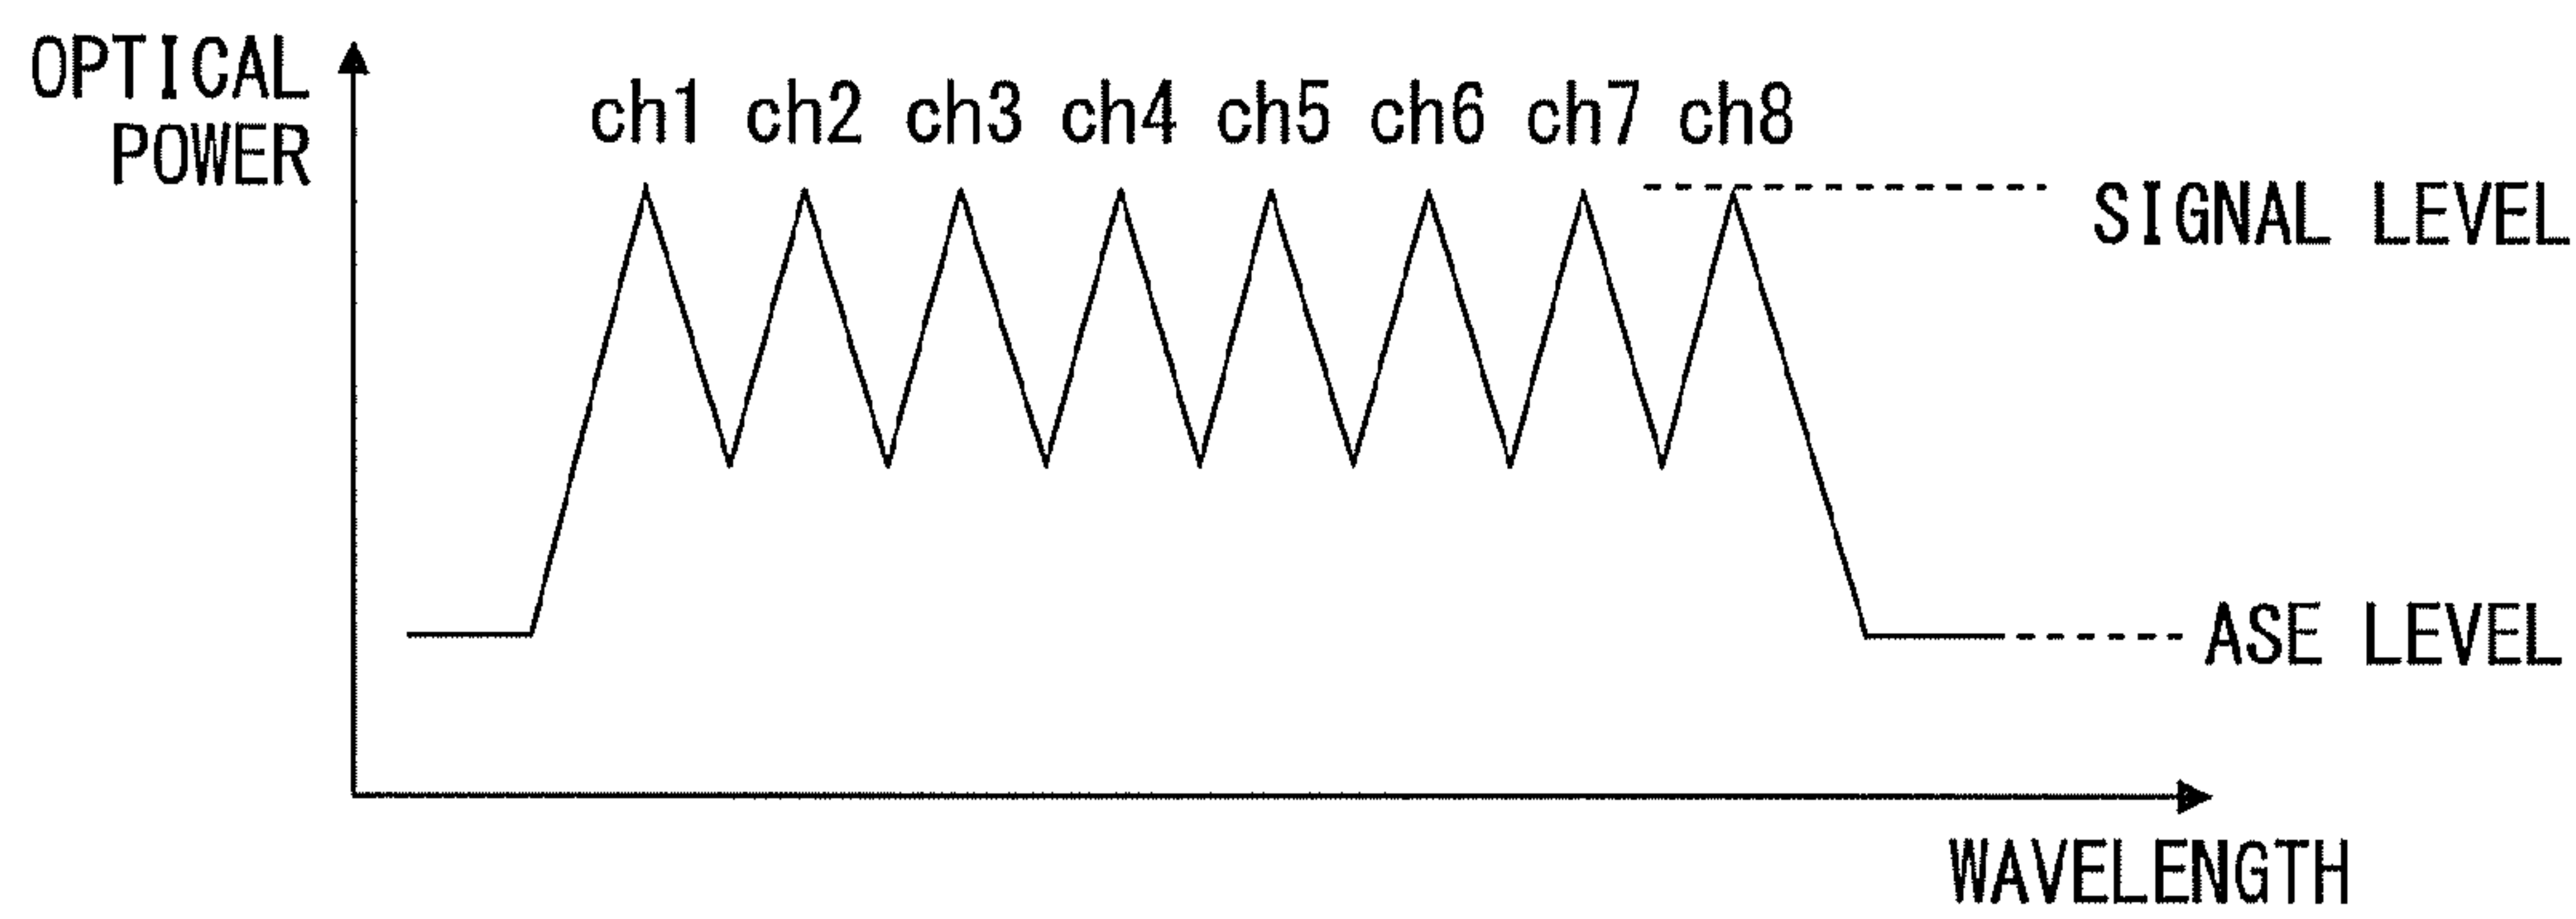 OPTICAL
POWER
ch1 ch2 ch3 ch4 ch5 ch6 ch7 ch8
SIGNAL LEVEL
ASE LEVEL
WAVELENGTH